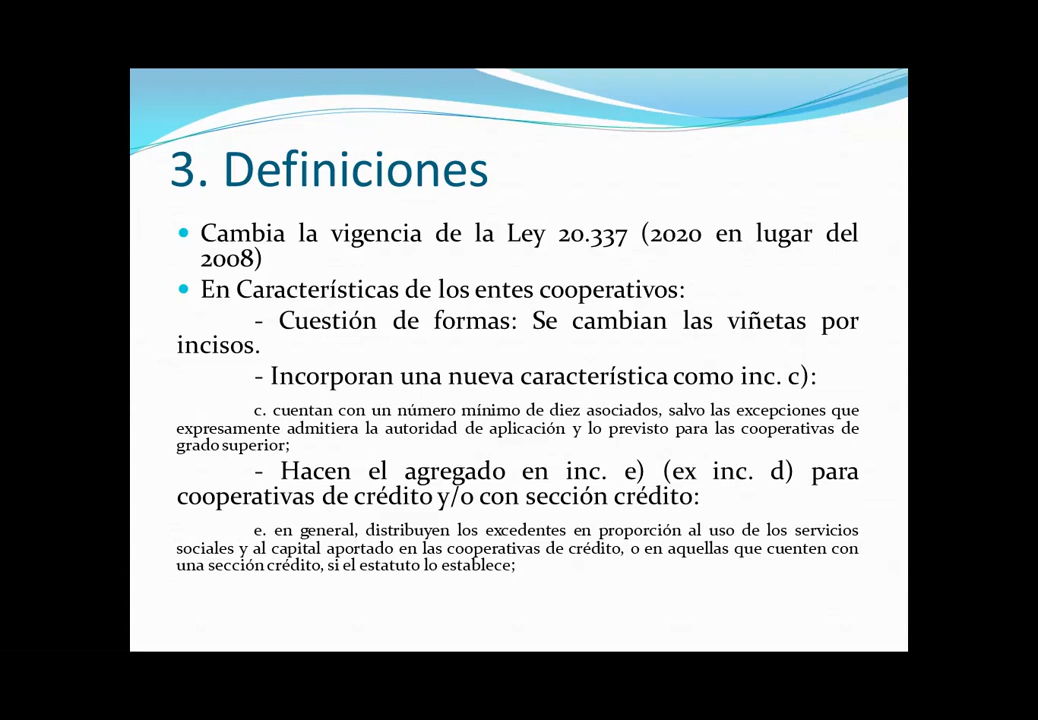 3. Definiciones
• Cambia la vigencia de la Ley 20.337 (2020 en lugar del
2008)
• En Características de los entes cooperativos:
- Cuestión de formas: Se cambian las viñetas por
incisos.
- Incorporan una nueva característica como inc. c):
c. cuentan con un número mínimo de diez asociados, salvo las excepciones que
expresamente admitiera la autoridad de aplicación y lo previsto para las cooperativas de
grado superior;
- Hacen el agregado en inc. e) (ex inc. d) para
cooperativas de crédito y/o con sección crédito:
e. en general, distribuyen los excedentes en proporción al uso de los servicios
sociales y al capital aportado en las cooperativas de crédito, o en aquellas que cuenten con
una sección crédito, si el estatuto lo establece;